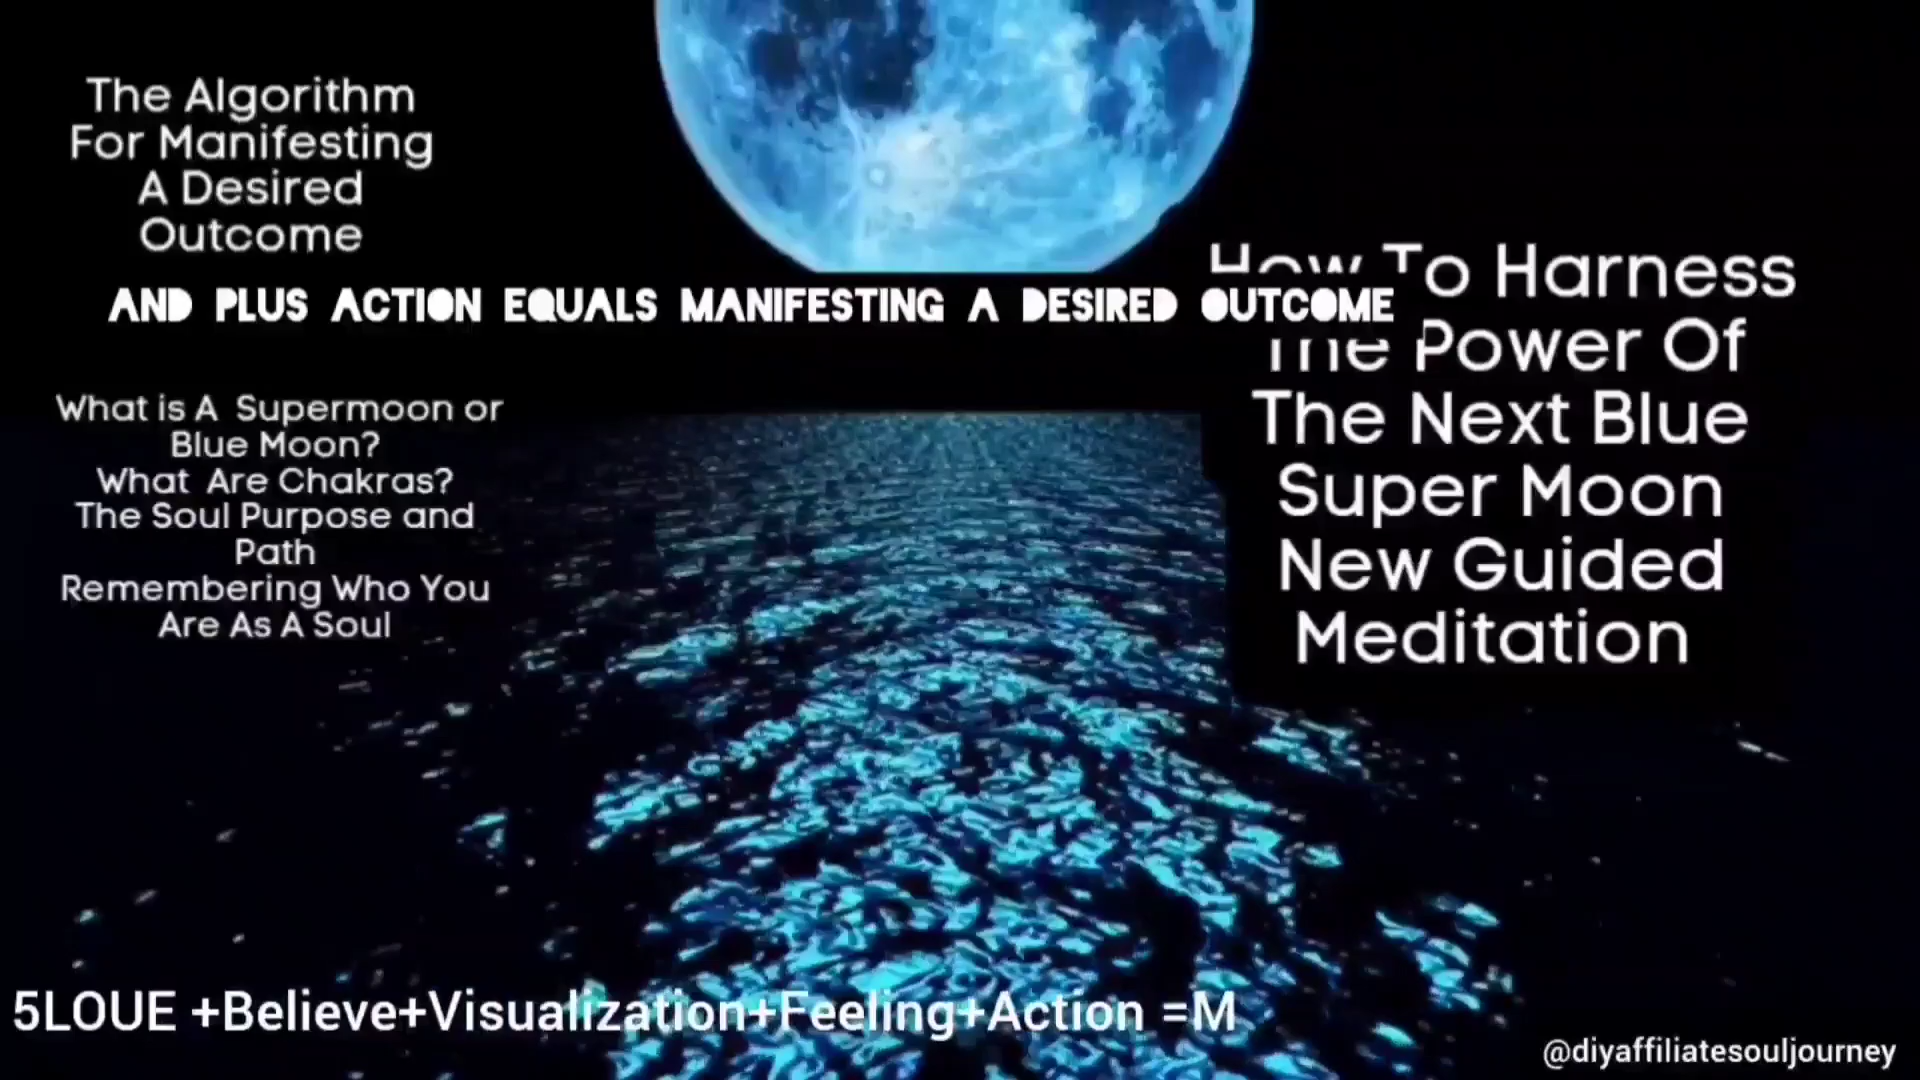 The Algorithm
For Manifesting
A Desired
Outcome
AND PLUS ACTION EQUALS MANIFESTING A DESIRED OUTCOME
What is A Supermoon or
Blue Moon?
What Are Chakras?
The Soul Purpose and
Path
Remembering Who You
Are As A Soul
How To Harness
The Power Of
The Next Blue
Super Moon
New Guided
Meditation
5LOUE +Believe+Visualization+Feeling+Action =M
@diyaffiliatesouljourney